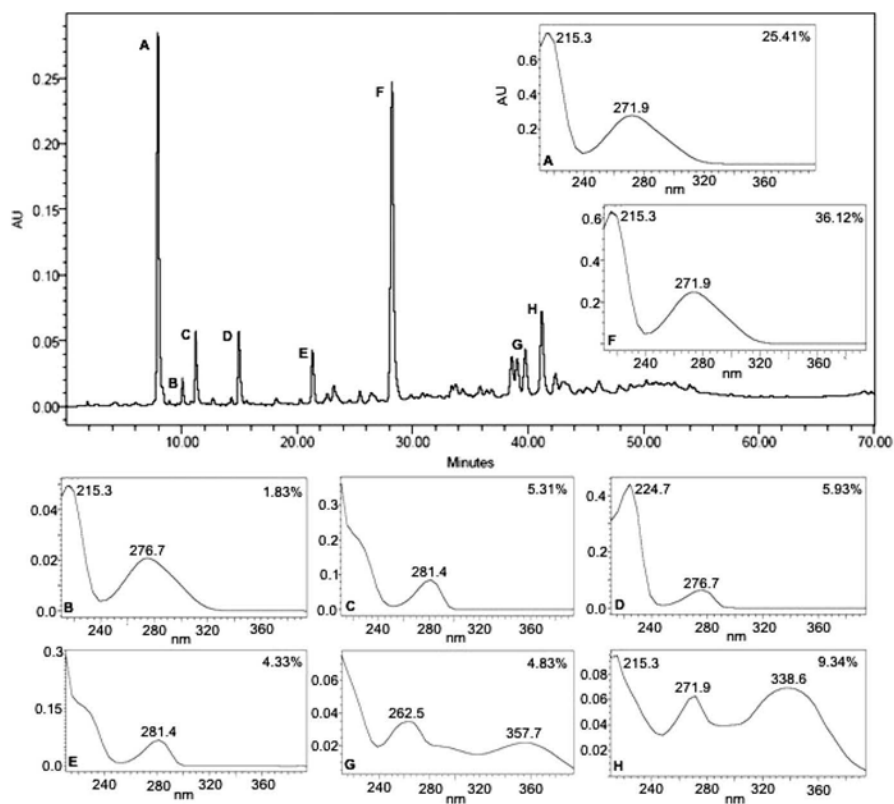 A
B
C
D
E
F
G
H
AU
0.25
0.20
0.15
0.10
0.05
0.00
10.00 20.00 30.00 40.00 50.00 60.00 70.00
Minutes
215.3 25.41%
271.9
AU
0.6
0.4
0.2
A
240 280 320 360
nm
215.3 36.12%
271.9
0.6
0.4
0.2
F
240 280 320 360
nm
215.3 1.83%
276.7
0.04
0.02
0.0
B
240 280 320 360
nm
5.31%
281.4
0.3
0.2
0.1
0.0
C
240 280 320 360
nm
224.7 5.93%
276.7
0.4
0.2
0.0
D
240 280 320 360
nm
4.33%
281.4
0.3
0.15
0.0
E
240 280 320 360
nm
4.83%
262.5
357.7
0.06
0.04
0.02
G
240 280 320 360
nm
215.3 9.34%
271.9
338.6
0.08
0.06
0.04
0.02
H
240 280 320 360
nm